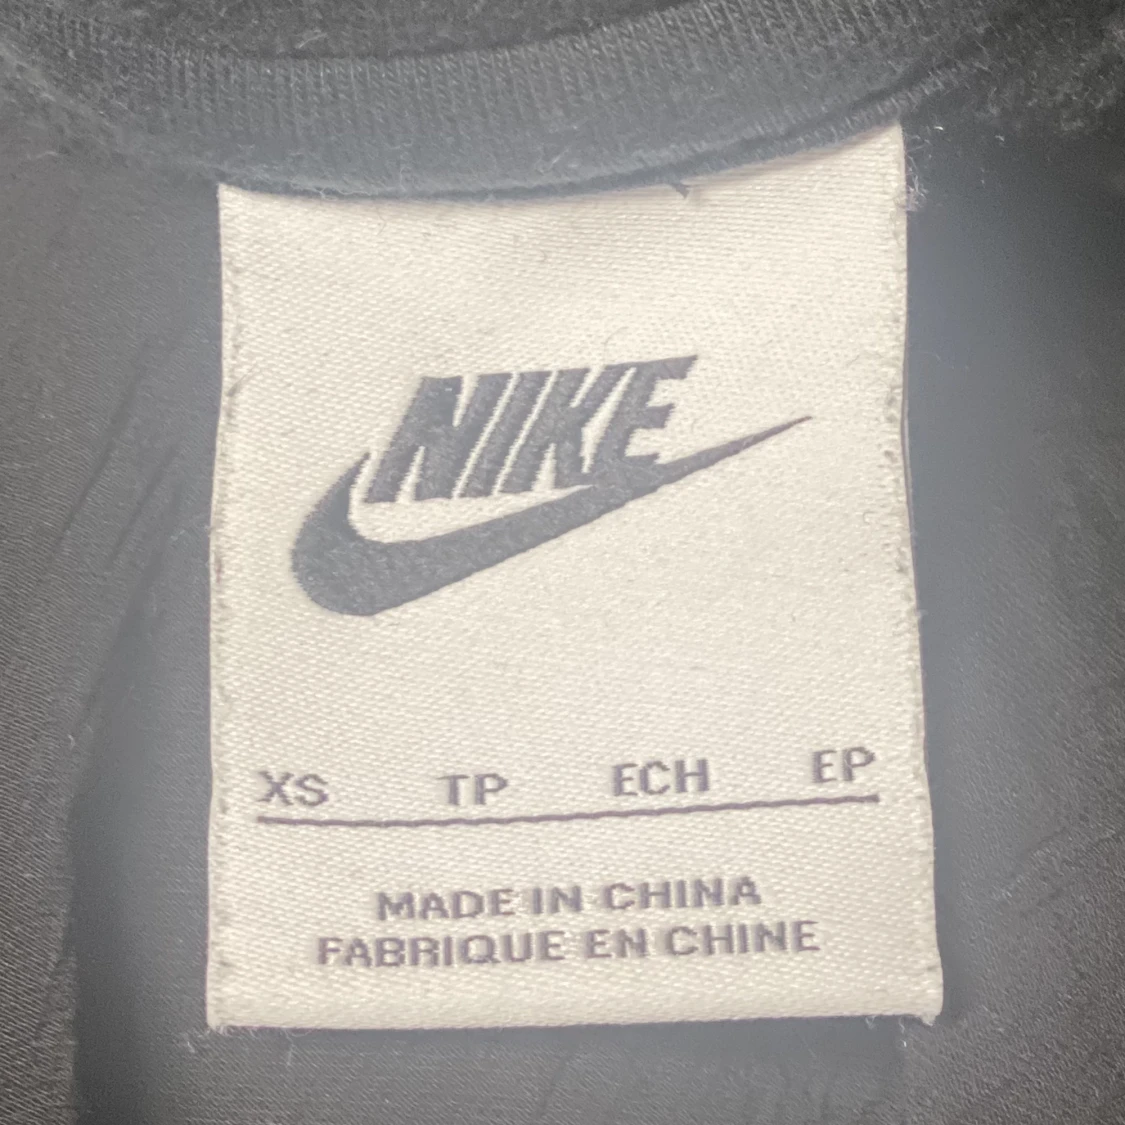 NIKE
XS TP ECH EP
MADE IN CHINA
FABRIQUE EN CHINE